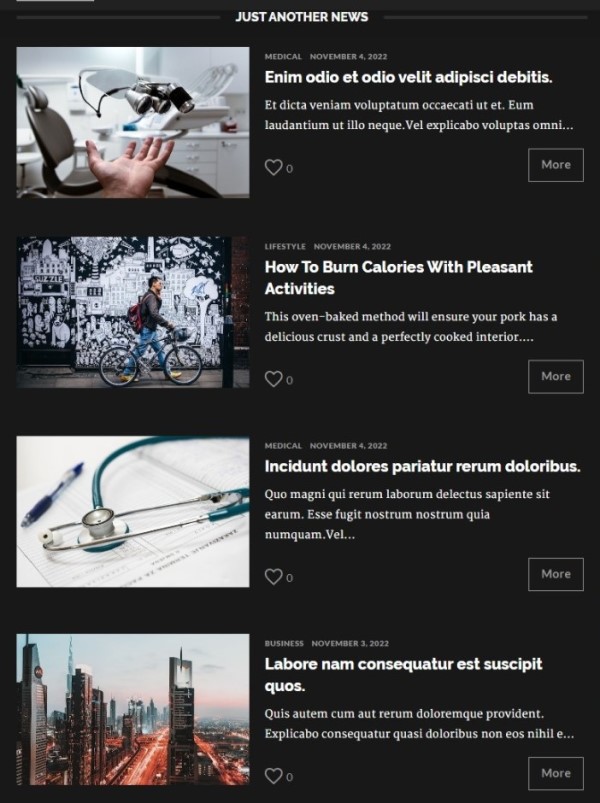 JUST ANOTHER NEWS
MEDICAL NOVEMBER 4, 2022
Enim odio et odio velit adipisci debitis.
Et dicta veniam voluptatum occaecati ut et. Eum
laudantium ut illo neque.Vel explicabo voluptas omni...
0
More
LIFESTYLE NOVEMBER 4, 2022
How To Burn Calories With Pleasant
Activities
This oven-baked method will ensure your pork has a
delicious crust and a perfectly cooked interior....
0
More
MEDICAL NOVEMBER 4, 2022
Incidunt dolores pariatur rerum doloribus.
Quo magni qui rerum laborum delectus sapiente sit
earum. Esse fugit nostrum nostrum quia
numquam.Vel...
0
More
BUSINESS NOVEMBER 3, 2022
Labore nam consequatur est suscipit
quos.
Quis autem cum aut rerum doloremque provident.
Explicabo consequatur quasi doloribus non eos nihil e...
0
More